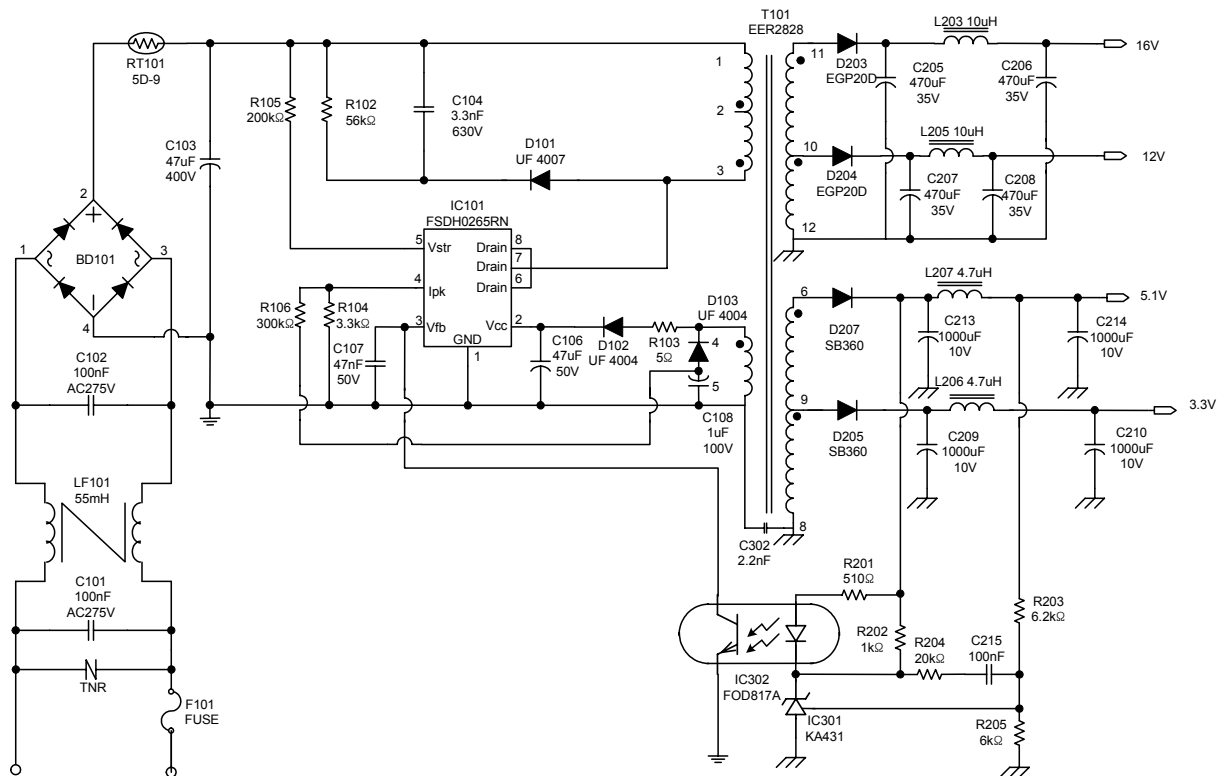 T101
EER2828
RT101
5D-9
C103
47uF
400V
R105
200kΩ
R102
56kΩ
C104
3.3nF
630V
D101
UF 4007
1
2
3
11
10
12
D203
EGP20D
L203 10uH
16V
C205
470uF
35V
C206
470uF
35V
L205 10uH
12V
D204
EGP20D
C207
470uF
35V
C208
470uF
35V
2
1
3
4
BD101
IC101
FSDH0265RN
5
Vstr
Drain
8
Drain
7
Drain
6
4
Ipk
3
Vfb
Vcc
2
GND
1
R106
300kΩ
R104
3.3kΩ
C107
47nF
50V
C106
47uF
50V
D102
UF 4004
R103
5Ω
D103
UF 4004
4
5
C108
1uF
100V
6
D207
SB360
L207 4.7uH
5.1V
C213
1000uF
10V
C214
1000uF
10V
L206 4.7uH
3.3V
9
D205
SB360
C209
1000uF
10V
C210
1000uF
10V
8
C302
2.2nF
C102
100nF
AC275V
LF101
55mH
C101
100nF
AC275V
TNR
F101
FUSE
R201
510Ω
R202
1kΩ
R204
20kΩ
C215
100nF
R203
6.2kΩ
IC302
FOD817A
IC301
KA431
R205
6kΩ